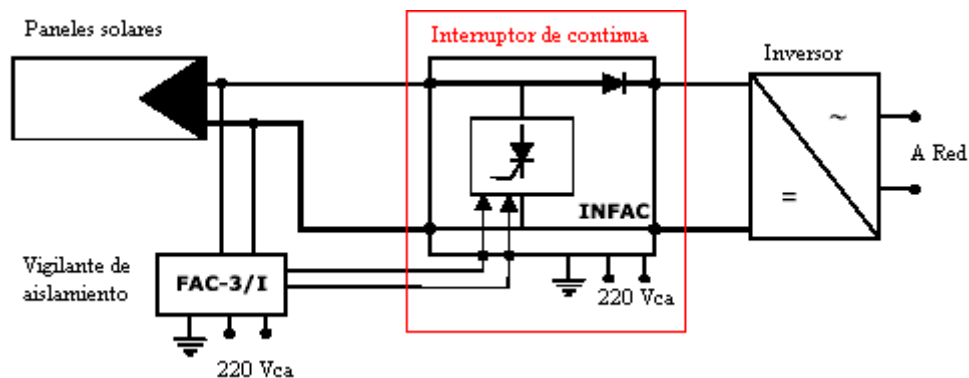 Paneles solares
Interruptor de continua
Inversor
~
A Red
=
INFAC
Vigilante de
aislamiento
FAC-3/I
220 Vca
220 Vca